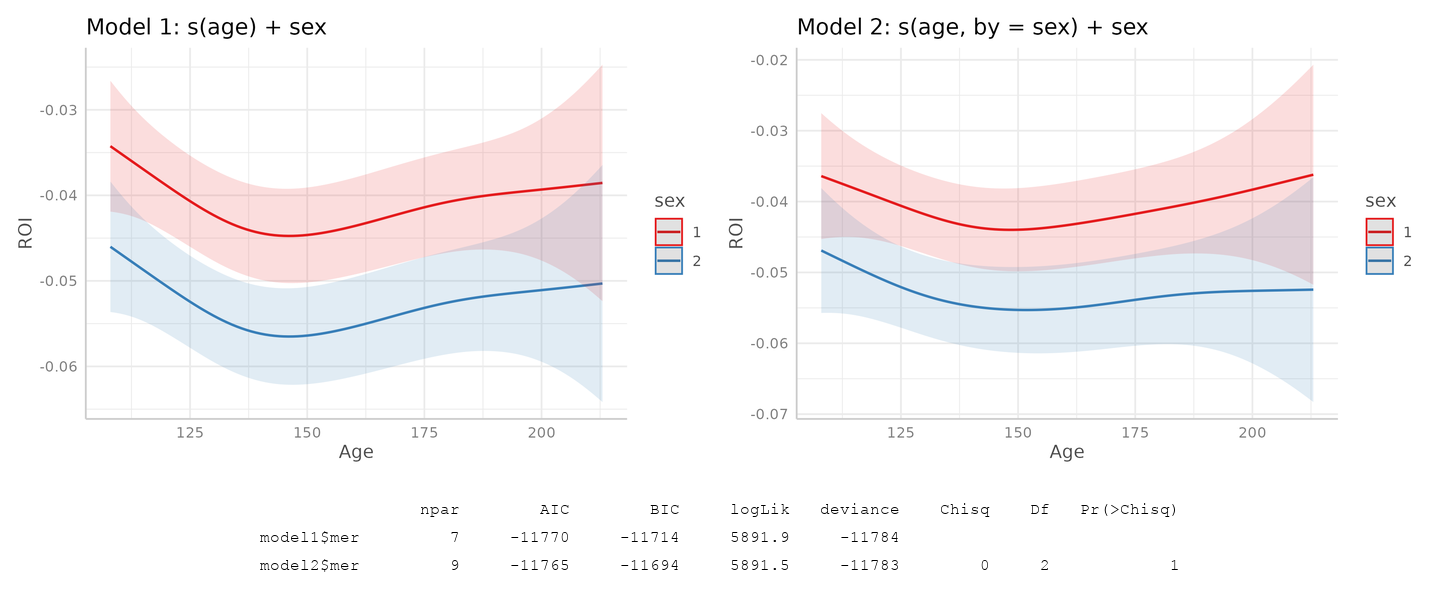 Model 1: s(age) + sex
-0.03
-0.04
-0.05
-0.06
ROI
125 150 175 200
Age
sex
1
2
Model 2: s(age, by = sex) + sex
-0.02
-0.03
-0.04
-0.05
-0.06
-0.07
ROI
125 150 175 200
Age
sex
1
2
npar AIC BIC logLik deviance Chisq Df Pr(>Chisq)
model1$mer 7 -11770 -11714 5891.9 -11784
model2$mer 9 -11765 -11694 5891.5 -11783 0 2 1